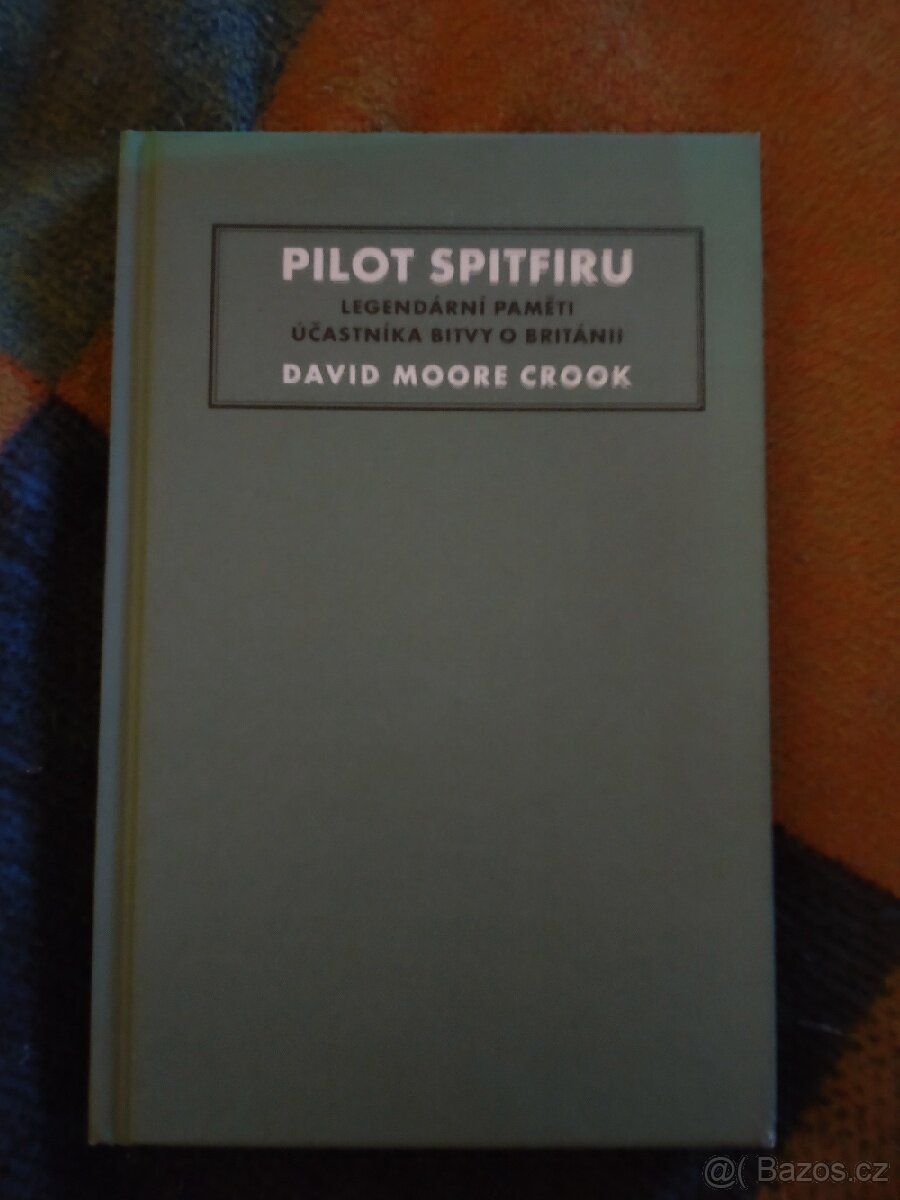 PILOT SPITFIRU
LEGENDÁRNÍ PAMĚTI
ÚČASTNÍKA BITVY O BRITÁNII
DAVID MOORE CROOK
@( Bazos.cz